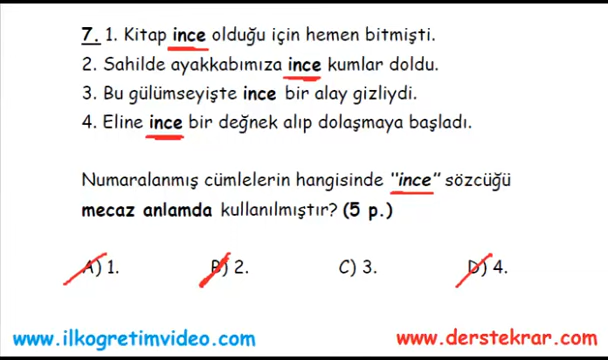 7. 1. Kitap ince olduğu için hemen bitmişti.
2. Sahilde ayakkabımıza ince kumlar doldu.
3. Bu gülümseyişte ince bir alay gizliydi.
4. Eline ince bir değnek alıp dolaşmaya başladı.
Numaralanmış cümlelerin hangisinde "ince" sözcüğü
mecaz anlamda kullanılmıştır? (5 p.)
A) 1. B) 2. C) 3. D) 4.
www.ilkogretimvideo.com www.derstekrar.com